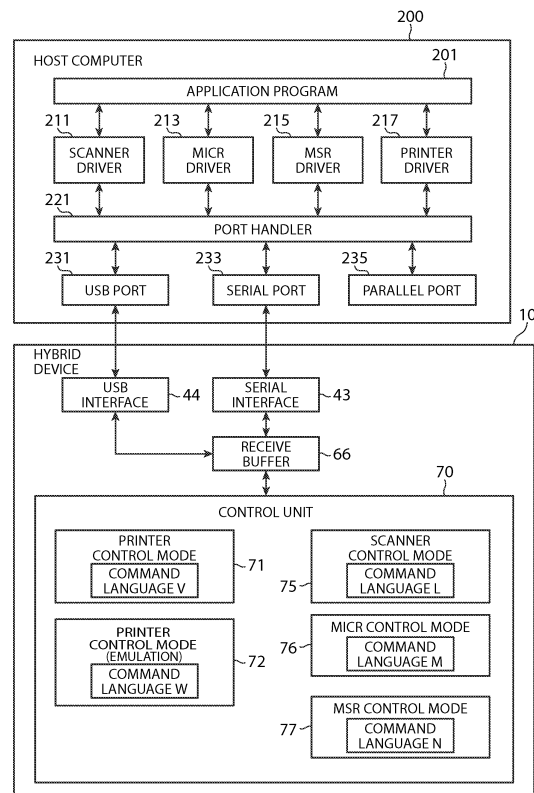 200
HOST COMPUTER
201
APPLICATION PROGRAM
211
213
215
217
SCANNER
DRIVER
MICR
DRIVER
MSR
DRIVER
PRINTER
DRIVER
221
PORT HANDLER
231
233
235
USB PORT
SERIAL PORT
PARALLEL PORT
10
HYBRID
DEVICE
USB
INTERFACE
44
SERIAL
INTERFACE
43
RECEIVE
BUFFER
66
70
CONTROL UNIT
PRINTER
CONTROL MODE
COMMAND
LANGUAGE V
71
SCANNER
CONTROL MODE
COMMAND
LANGUAGE L
75
PRINTER
CONTROL MODE
(EMULATION)
COMMAND
LANGUAGE W
72
MICR CONTROL MODE
COMMAND
LANGUAGE M
76
MSR CONTROL MODE
COMMAND
LANGUAGE N
77